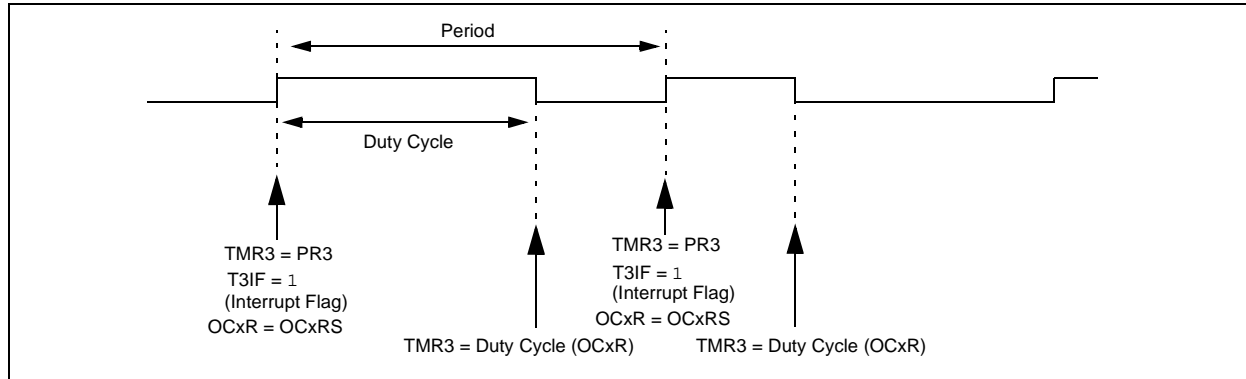 Period
Duty Cycle
TMR3 = PR3
T3IF = 1
(Interrupt Flag)
OCxR = OCxRS
TMR3 = Duty Cycle (OCxR)
TMR3 = PR3
T3IF = 1
(Interrupt Flag)
OCxR = OCxRS
TMR3 = Duty Cycle (OCxR)